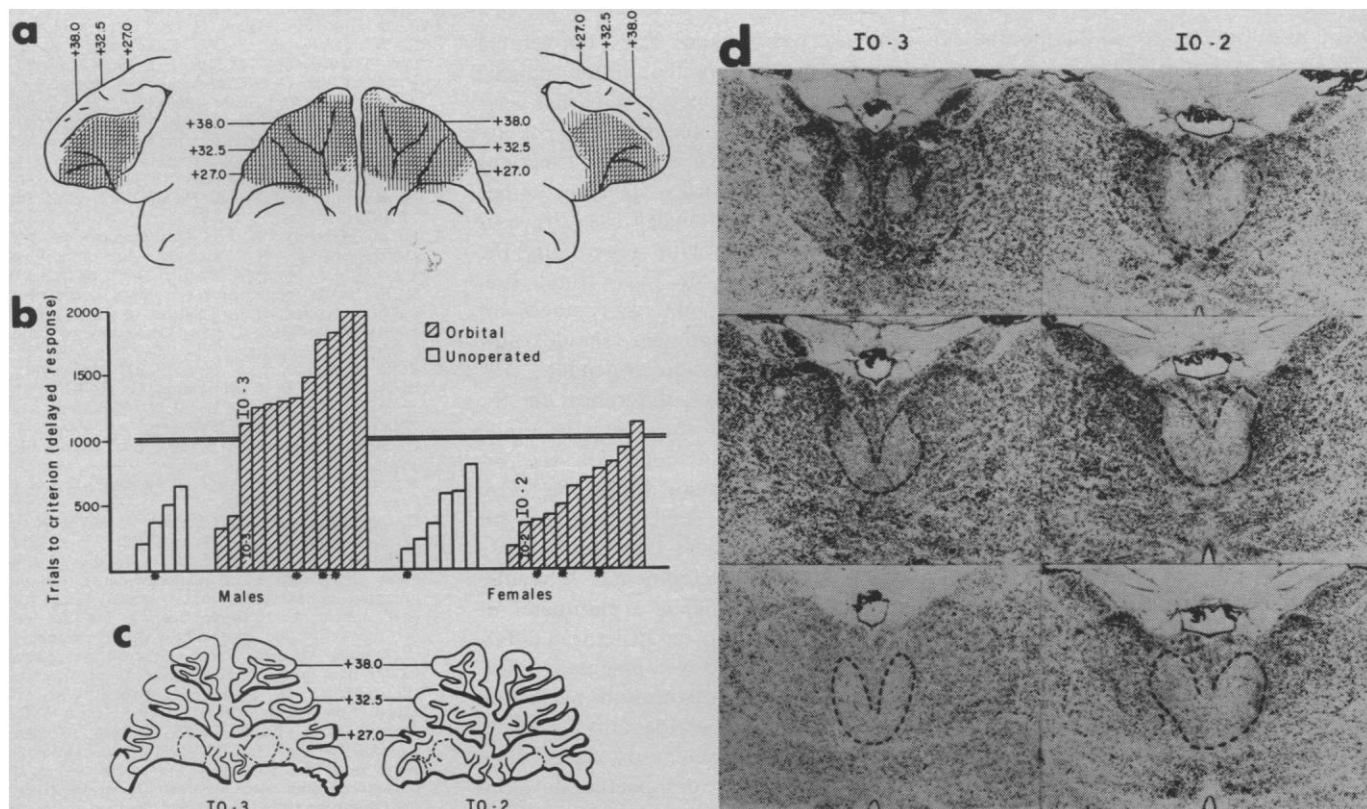 a
+38.0
+32.5
+27.0
+27.0
+32.5
+38.0
+38.0
+32.5
+27.0
+38.0
+32.5
+27.0
b
Trials to criterion (delayed response)
2000
1500
1000
500
Orbital
Unoperated
IO-3
IO-3
IO-2
IO-2
* * ** * * * *
Males Females
c
+38.0
+32.5
+27.0
IO-3 IO-2
d
IO-3 IO-2